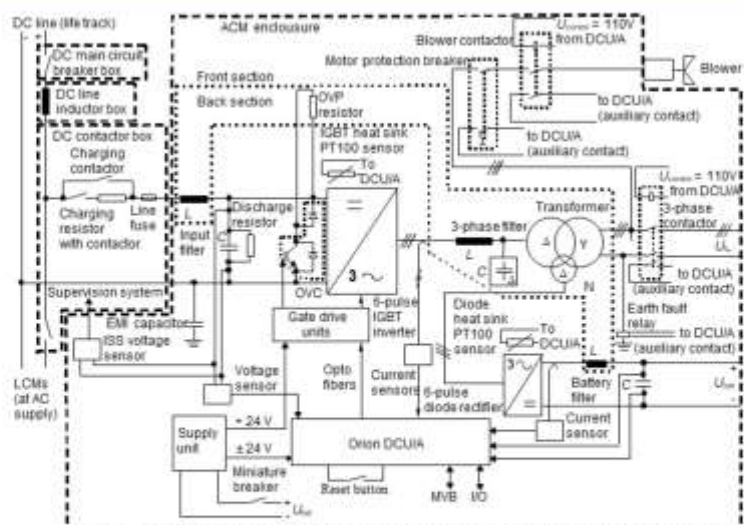 DC line (life track)
- +
DC main circuit
breaker box
DC line
inductor box
DC contactor box
Charging
contactor
Charging
resistor
with contactor
Line
fuse
Supervision system
ISS voltage
sensor
LCMs
(at AC
supply)
EMI capacitor
ACM enclousure
Front section
Back section
L
Input
filter
C
Discharge
resistor
OVP
resistor
IGBT heat sink
PT100 sensor
To
DCU/A
=
3 ~
OVC
Gate drive
units
6-pulse
IGBT
inverter
Voltage
sensor
Opto
fibers
Current
sensors
Supply
unit
+ 24 V
± 24 V
Miniature
breaker
Orion DCU/A
Reset button
MVB
I/O
Motor protection breaker
Blower contactor
= 110V
from DCU/A
Blower
to DCU/A
(auxiliary contact)
to DCU/A
(auxiliary contact)
3-phase filter
L
C
Transformer
Δ
Y
Δ
N
= 110V
from DCU/A
3-phase
contactor
to DCU/A
(auxiliary contact)
Earth fault
relay
to DCU/A
(auxiliary contact)
Diode
heat sink
PT100
sensor
To
DCU/A
6-pulse
diode rectifier
3 ~
=
L
Battery
filter
C
+
-
Current
sensor